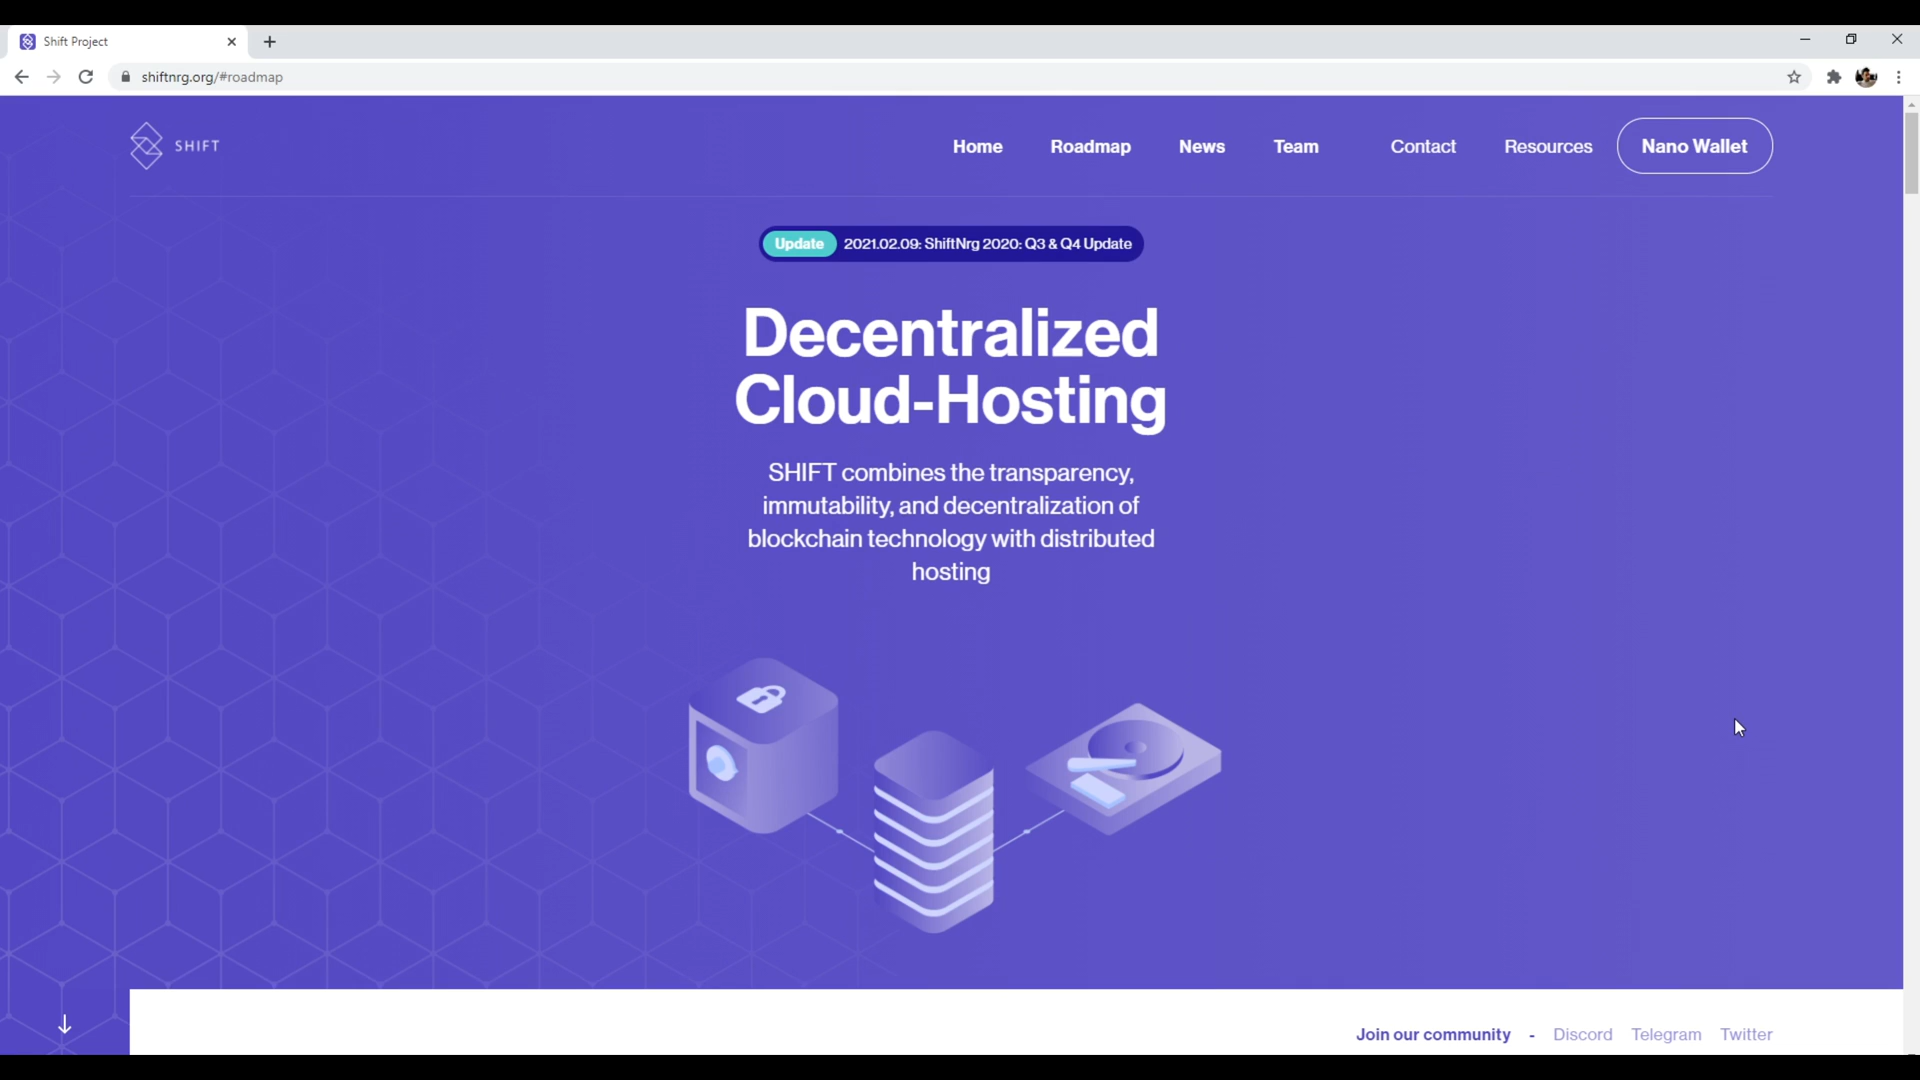 Shift Project
shiftnrg.org/#roadmap
SHIFT
Home
Roadmap
News
Team
Contact
Resources
Nano Wallet
Update 2021.02.09: ShiftNrg 2020: Q3 & Q4 Update
Decentralized
Cloud-Hosting
SHIFT combines the transparency,
immutability, and decentralization of
blockchain technology with distributed
hosting
Join our community - Discord Telegram Twitter